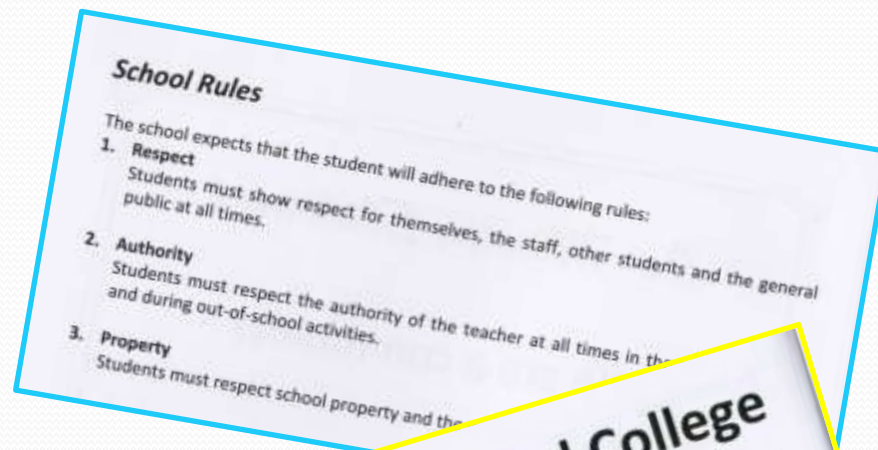 School Rules
The school expects that the student will adhere to the following rules:
1. Respect
Students must show respect for themselves, the staff, other students and the general
public at all times.
2. Authority
Students must respect the authority of the teacher at all times in the
and during out-of-school activities.
3. Property
Students must respect school property and the
College